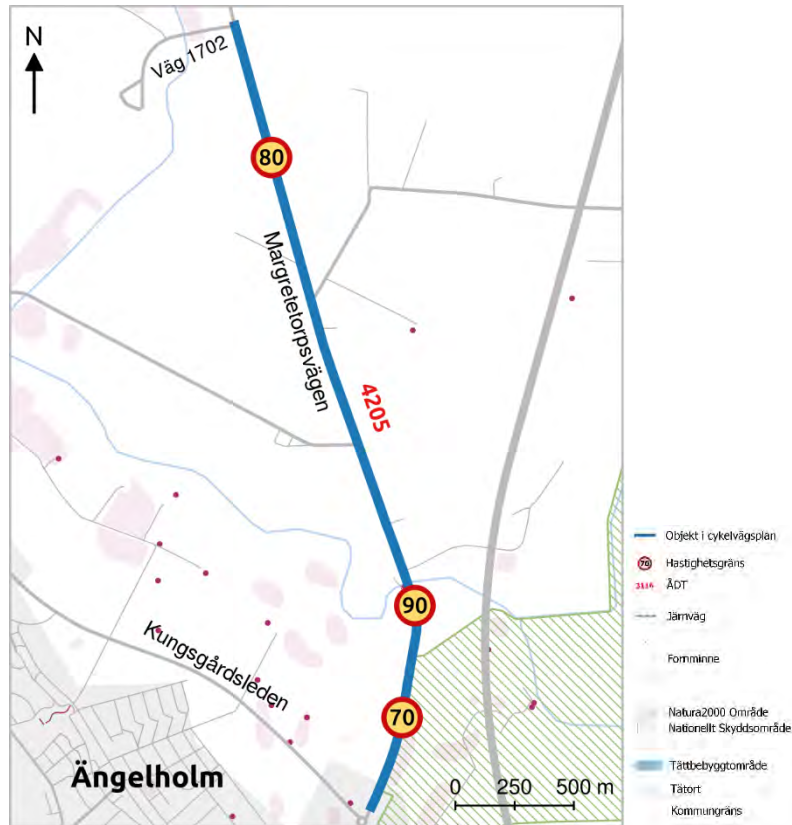 N
Väg 1702
80
Margretetorpsvägen
4205
90
Kungsgårdsleden
70
Ängelholm
0 250 500 m
Objekt i cykelvägsplan
70 Hastighetsgräns
ÅDT
Järnväg
Fornminne
Natura2000 Område
Nationellt Skyddsområde
Tättbebyggtområde
Tätort
Kommungräns